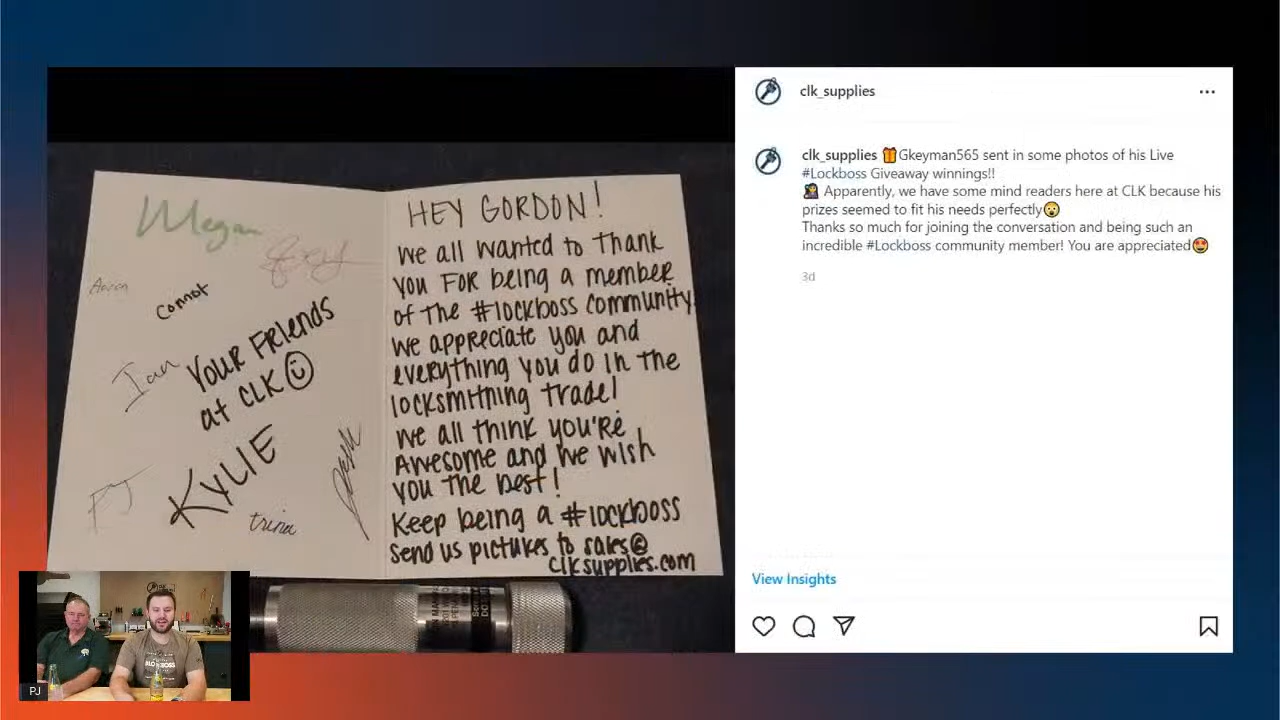 Megan
Aaron
Connor
Ian
YOUR FRIENDS
at CLK
KYLIE
PJ
trina
HEY GORDON!
we all wanted to thank
you FOR being a member
of the #lockboss community.
we appreciate you and
everything you do in the
locksmithing trade!
we all think you're
Awesome and we wish
you the best!
Keep being a #lockboss
send us pictures to sales@
clksupplies.com
clk_supplies
clk_supplies 🎁Gkeyman565 sent in some photos of his Live
#Lockboss Giveaway winnings!!
🤷‍♀️ Apparently, we have some mind readers here at CLK because his
prizes seemed to fit his needs perfectly😮
Thanks so much for joining the conversation and being such an
incredible #Lockboss community member! You are appreciated😍
3d
View Insights
PJ